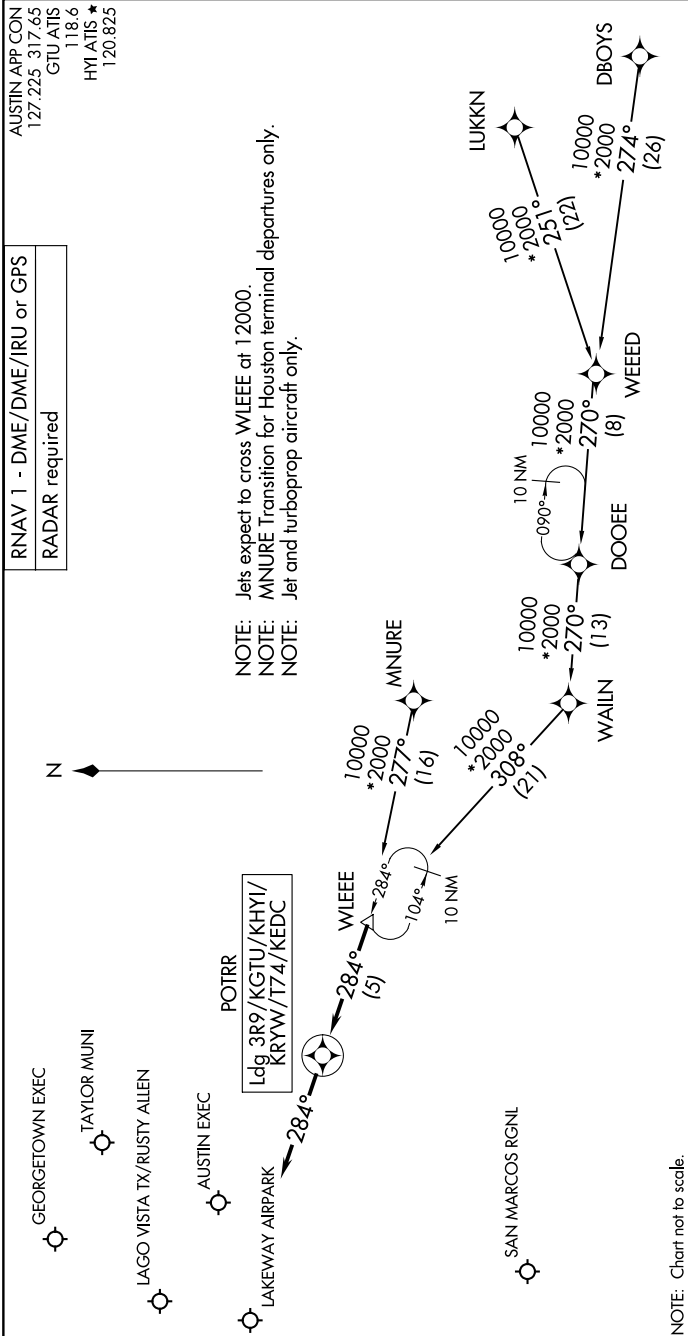 AUSTIN APP CON
127.225 317.65
GTU ATIS
118.6
HYI ATIS ★
120.825
RNAV 1 - DME/DME/IRU or GPS
RADAR required
NOTE: Jets expect to cross WLEEE at 12000.
NOTE: MNURE Transition for Houston terminal departures only.
NOTE: Jet and turboprop aircraft only.
N
GEORGETOWN EXEC
TAYLOR MUNI
LAGO VISTA TX/RUSTY ALLEN
AUSTIN EXEC
LAKEWAY AIRPARK
SAN MARCOS RGNL
POTRR
Ldg 3R9/KGTU/KHYI/
KRYW/T74/KEDC
284°
284°
(5)
WLEEE
284°
104°
10 NM
MNURE
10000
*2000
277°
(16)
10000
*2000
308°
(21)
WAILN
10000
*2000
270°
(13)
DOOEE
090°
10 NM
10000
*2000
270°
(8)
WEEED
LUKKN
10000
*2000
251°
(22)
DBOYS
10000
*2000
274°
(26)
NOTE: Chart not to scale.